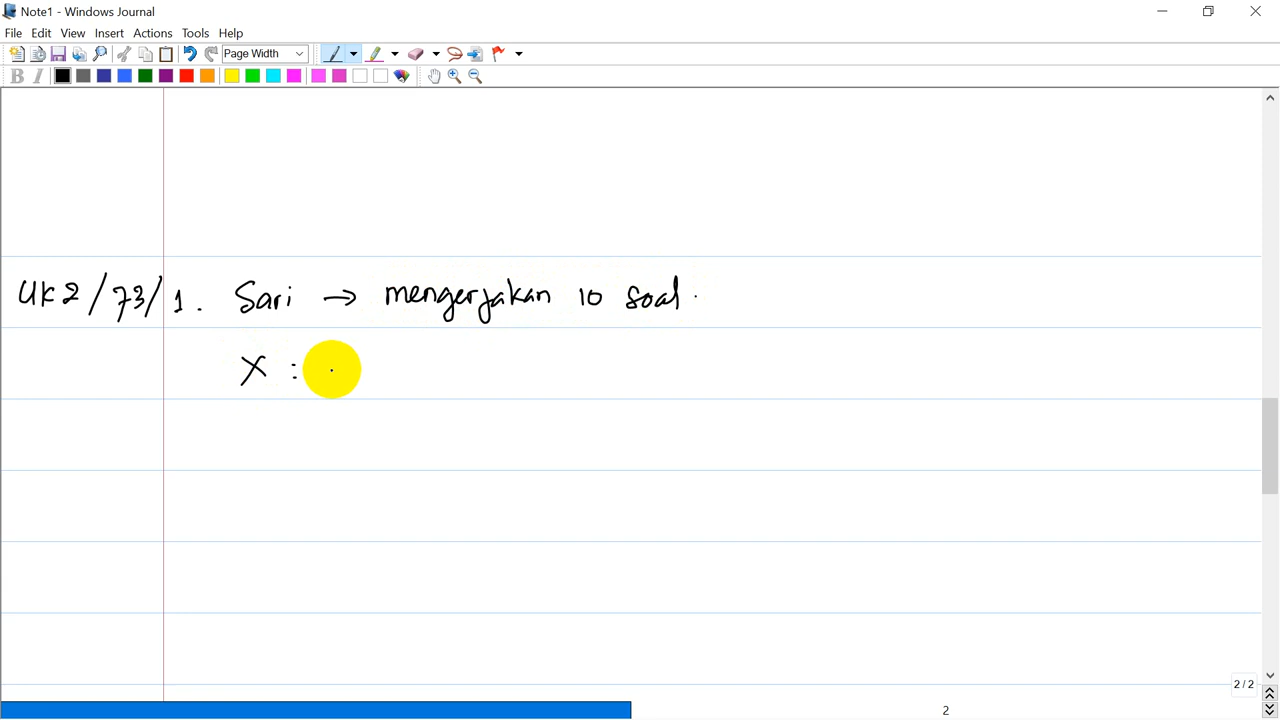 Note1 - Windows Journal
File Edit View Insert Actions Tools Help
Page Width
B I
UK2/73/1. Sari → mengerjakan 10 soal.
X :
2 / 2
2